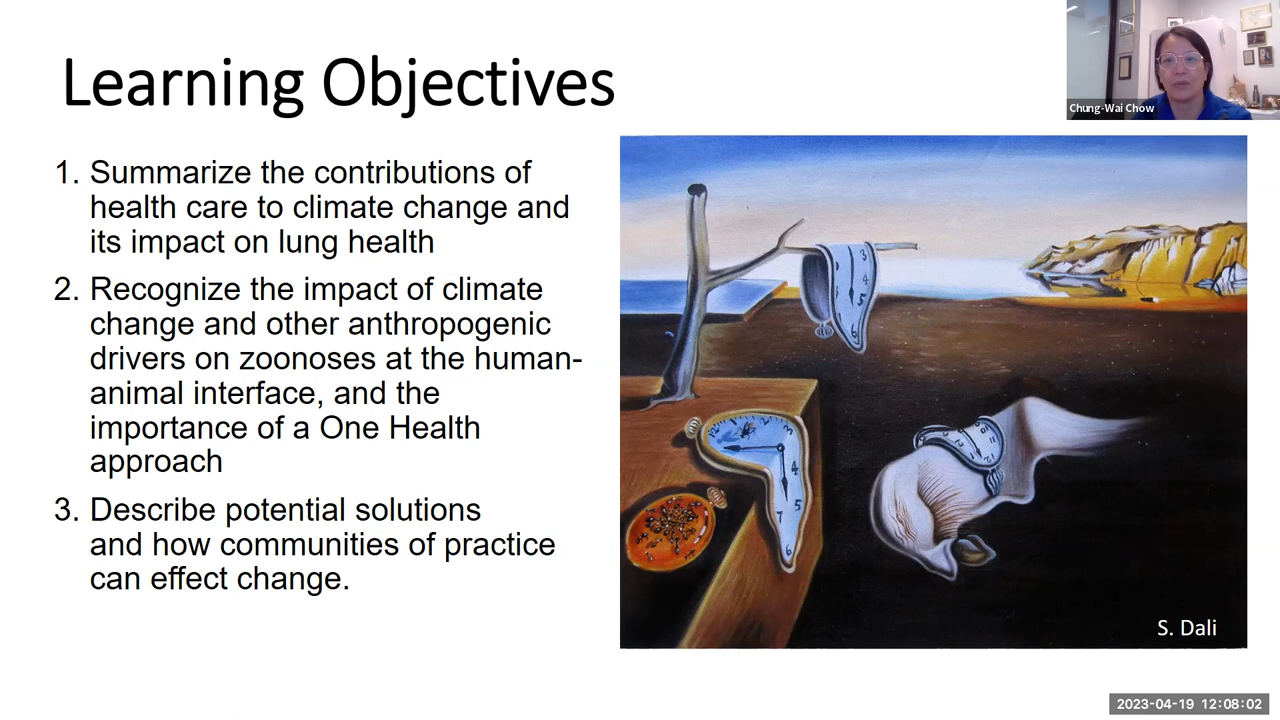 Learning Objectives
Chung-Wai Chow
1. Summarize the contributions of
health care to climate change and
its impact on lung health
2. Recognize the impact of climate
change and other anthropogenic
drivers on zoonoses at the human-
animal interface, and the
importance of a One Health
approach
3. Describe potential solutions
and how communities of practice
can effect change.
S. Dali
2023-04-19 12:08:02